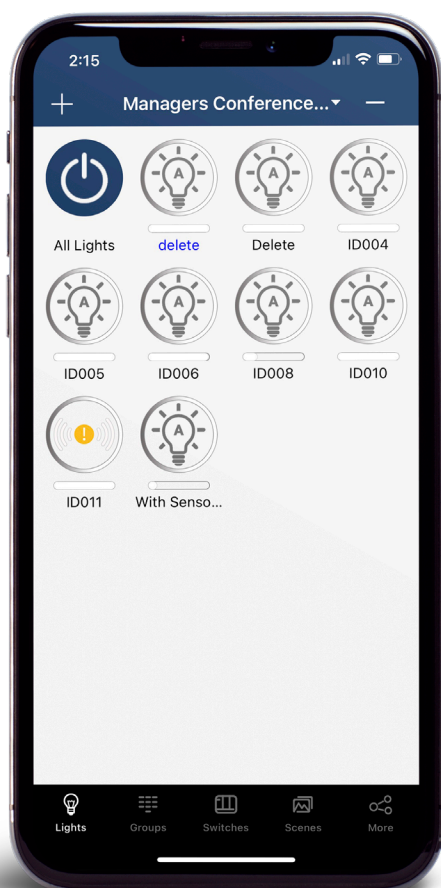 2:15
Managers Conference...
All Lights
delete
Delete
ID004
ID005
ID006
ID008
ID010
ID011
With Senso...
Lights
Groups
Switches
Scenes
More